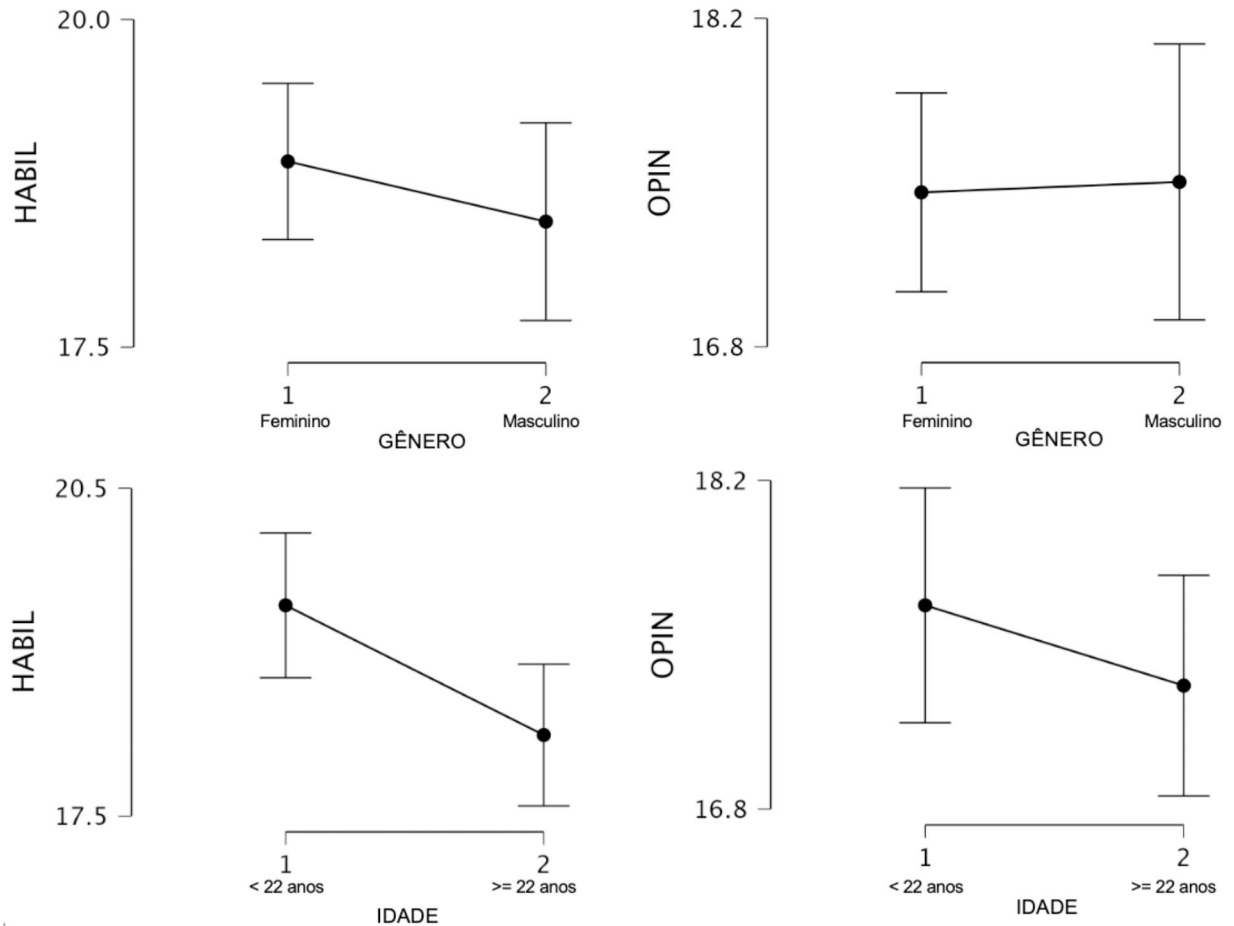 20.0
HABIL
17.5
1 2
Feminino Masculino
GÊNERO
18.2
OPIN
16.8
1 2
Feminino Masculino
GÊNERO
20.5
HABIL
17.5
1 2
< 22 anos >= 22 anos
IDADE
18.2
OPIN
16.8
1 2
< 22 anos >= 22 anos
IDADE